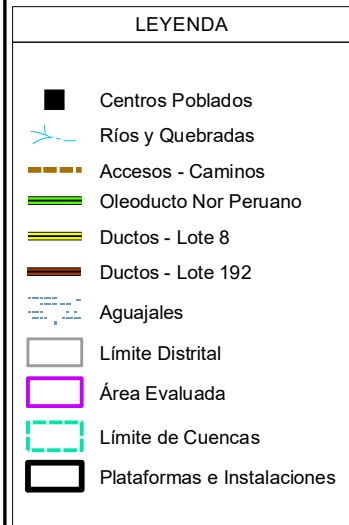 LEYENDA
Centros Poblados
Ríos y Quebradas
Accesos - Caminos
Oleoducto Nor Peruano
Ductos - Lote 8
Ductos - Lote 192
Aguajales
Límite Distrital
Área Evaluada
Límite de Cuencas
Plataformas e Instalaciones